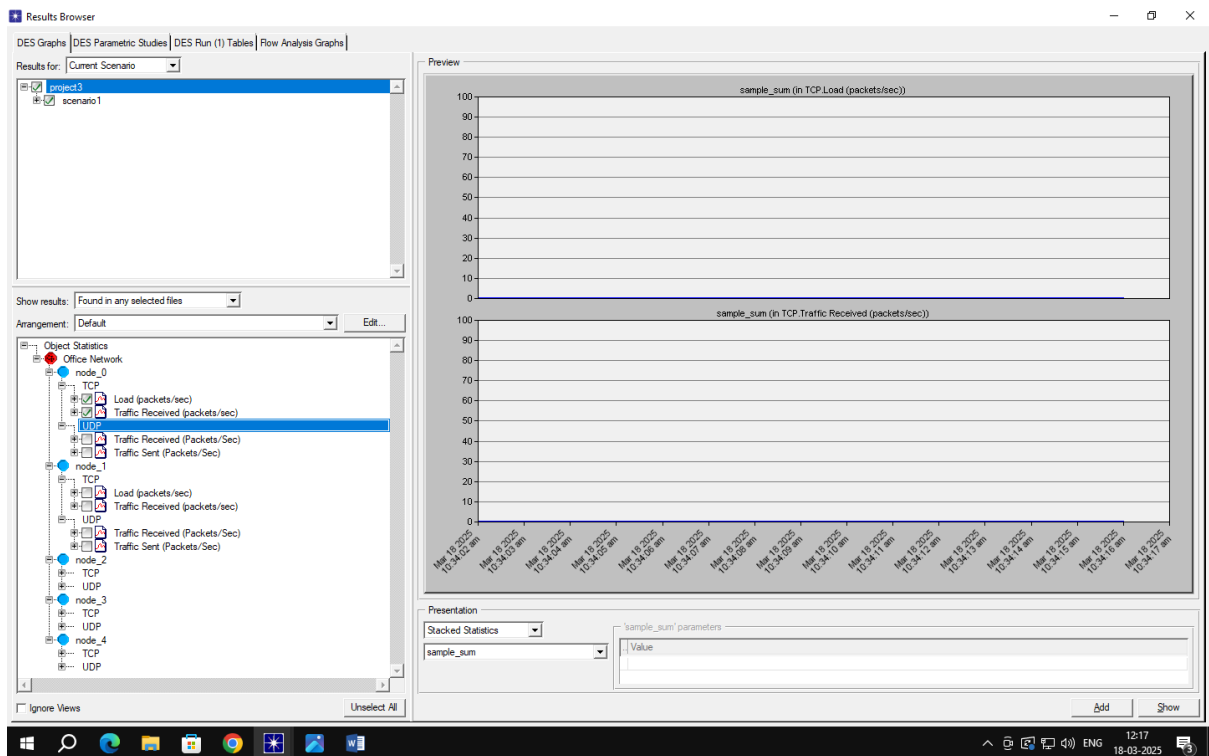 Results Browser
DES Graphs DES Parametric Studies DES Run (1) Tables Flow Analysis Graphs
Results for: Current Scenario
project3
scenario1
Show results: Found in any selected files
Arrangement: Default Edit...
Object Statistics
Office Network
node_0
TCP
Load (packets/sec)
Traffic Received (packets/sec)
UDP
Traffic Received (Packets/Sec)
Traffic Sent (Packets/Sec)
node_1
TCP
Load (packets/sec)
Traffic Received (packets/sec)
UDP
Traffic Received (Packets/Sec)
Traffic Sent (Packets/Sec)
node_2
TCP
UDP
node_3
TCP
UDP
node_4
TCP
UDP
Ignore Views Unselect All
Preview
sample_sum (in TCP.Load (packets/sec))
100
90
80
70
60
50
40
30
20
10
0
sample_sum (in TCP.Traffic Received (packets/sec))
100
90
80
70
60
50
40
30
20
10
0
Mar 18 2025
10:34:02 am
Mar 18 2025
10:34:03 am
Mar 18 2025
10:34:04 am
Mar 18 2025
10:34:05 am
Mar 18 2025
10:34:06 am
Mar 18 2025
10:34:07 am
Mar 18 2025
10:34:08 am
Mar 18 2025
10:34:09 am
Mar 18 2025
10:34:10 am
Mar 18 2025
10:34:11 am
Mar 18 2025
10:34:12 am
Mar 18 2025
10:34:13 am
Mar 18 2025
10:34:14 am
Mar 18 2025
10:34:15 am
Mar 18 2025
10:34:16 am
Mar 18 2025
10:34:17 am
Presentation
Stacked Statistics
sample_sum
'sample_sum' parameters
.. Value
Add Show
ENG
12:17
18-03-2025
3